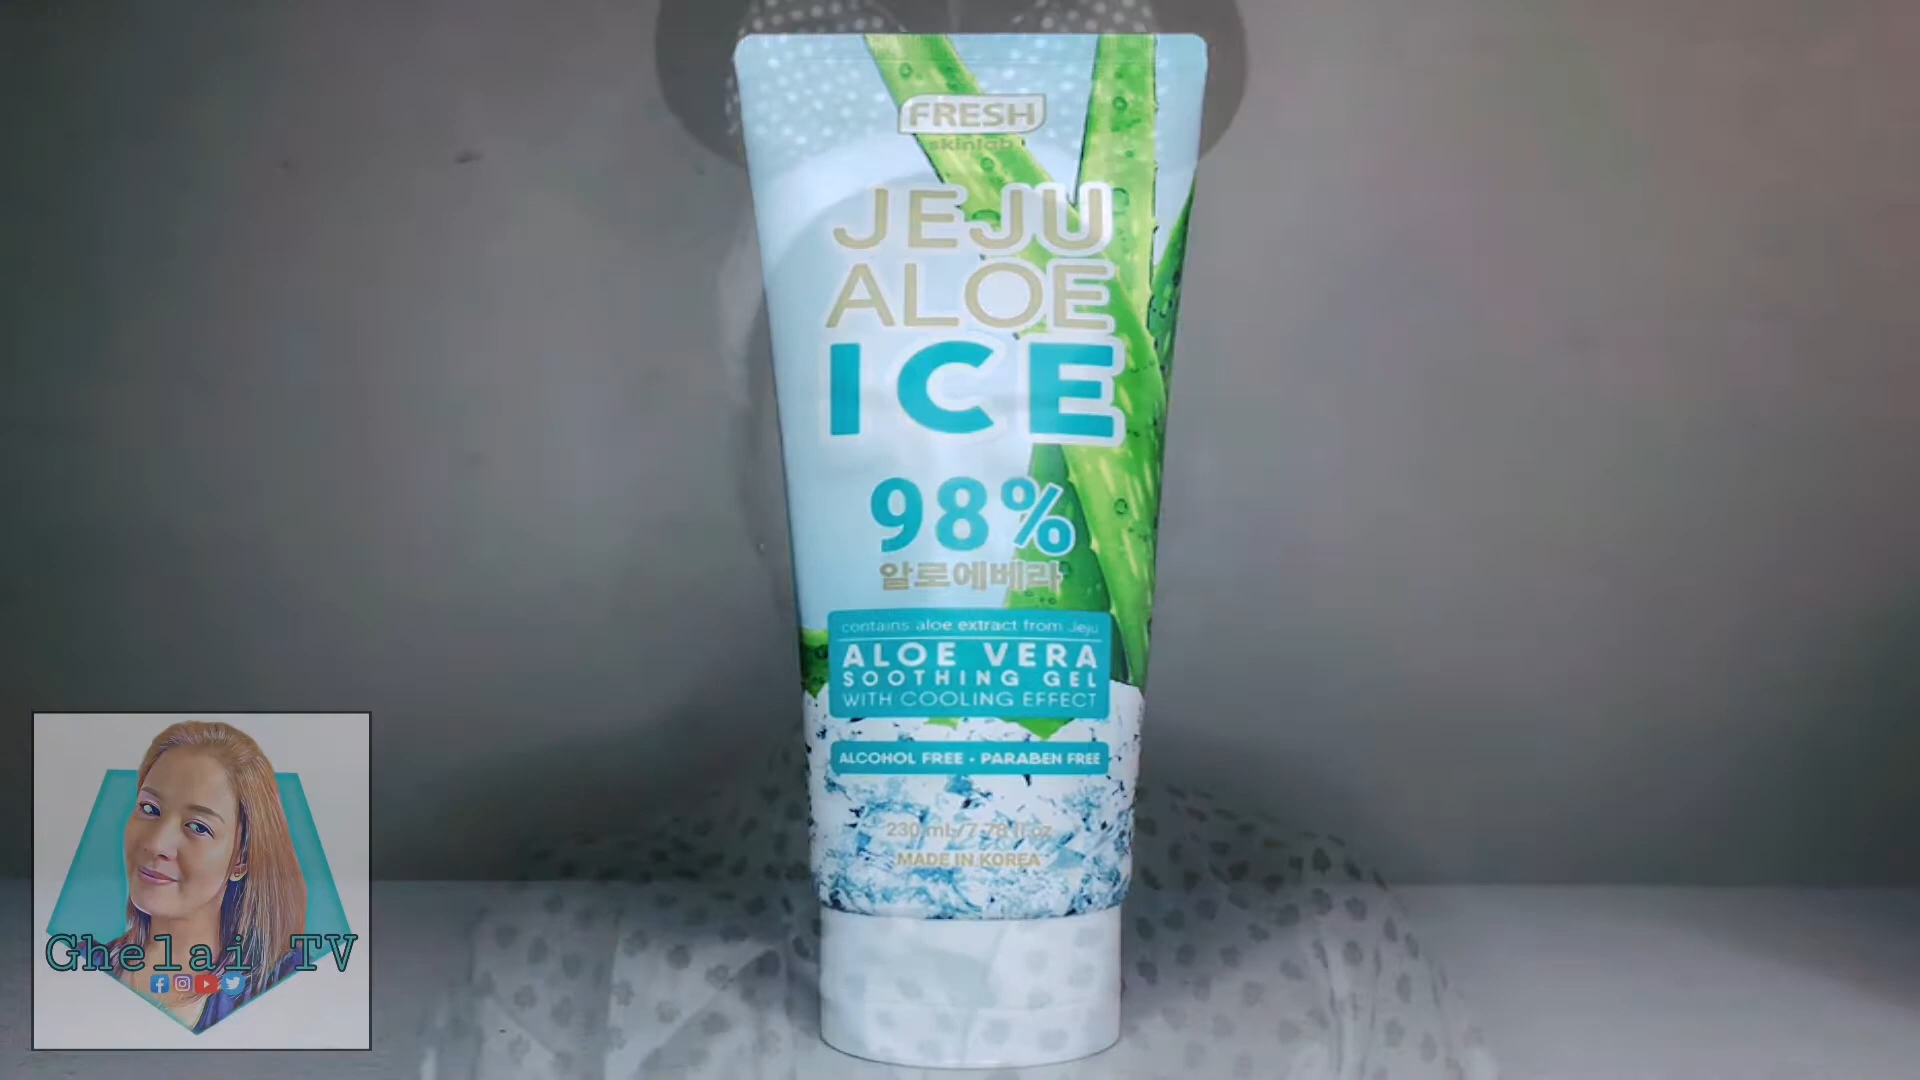 FRESH
skinlab
JEJU
ALOE
ICE
98%
알로에베라
contains aloe extract from Jeju
ALOE VERA
SOOTHING GEL
WITH COOLING EFFECT
ALCOHOL FREE • PARABEN FREE
230 mL/7.78 fl oz
MADE IN KOREA
Ghelai TV